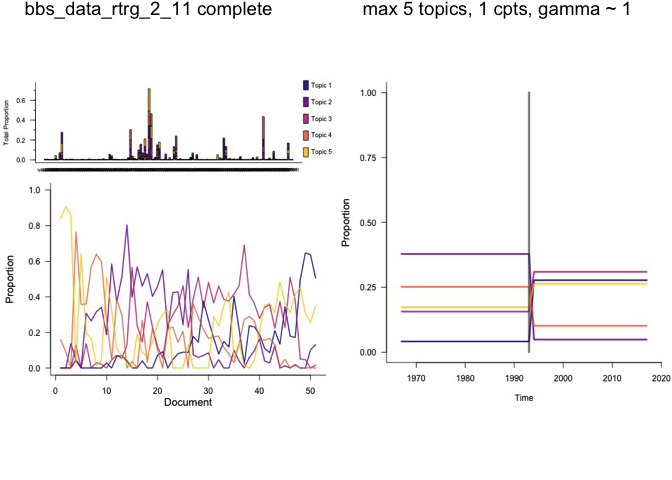 bbs_data_rtrg_2_11 complete
max 5 topics, 1 cpts, gamma ~ 1
Total Proportion
0.6
0.4
0.2
0.0
Topic 1
Topic 2
Topic 3
Topic 4
Topic 5
Proportion
1.0
0.8
0.6
0.4
0.2
0.0
0
10
20
30
40
50
Document
Proportion
1.00
0.75
0.50
0.25
0.00
1970
1980
1990
2000
2010
2020
Time